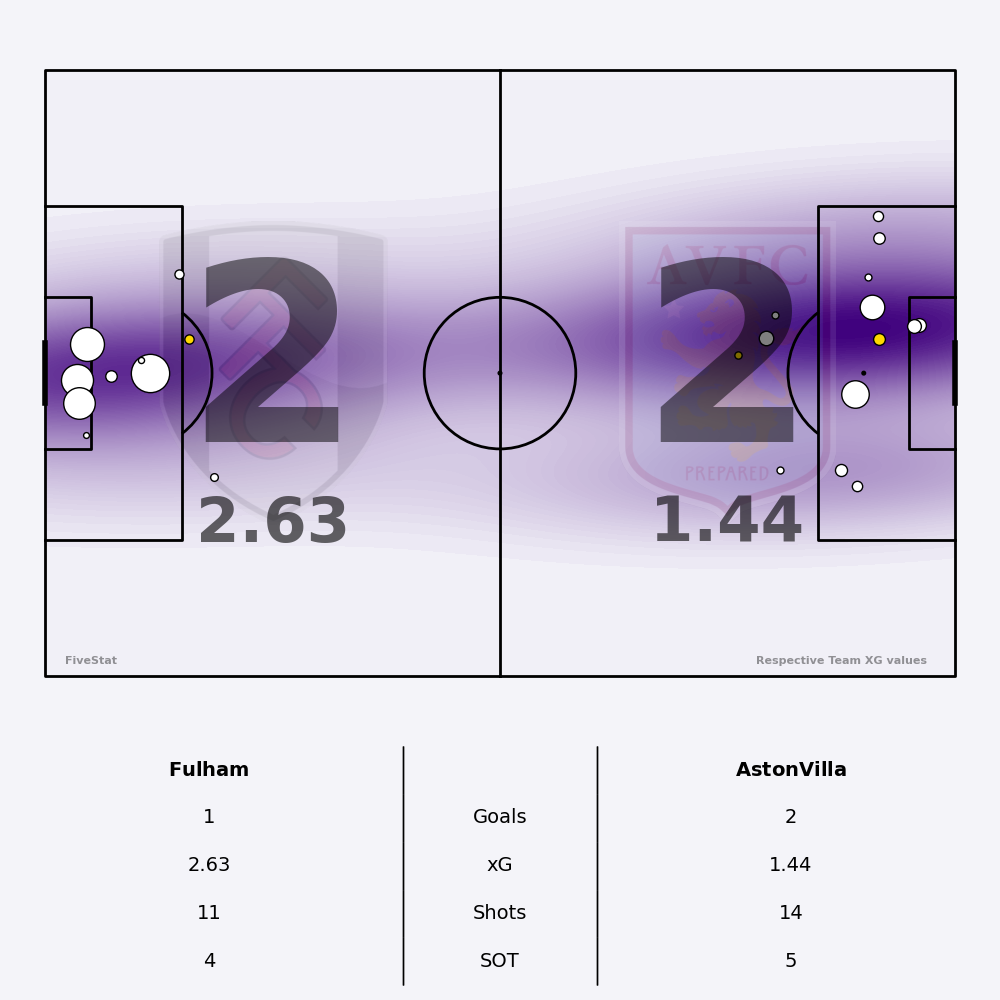 AVFC
2 2
PREPARED
2.63 1.44
FiveStat Respective Team XG values
Fulham AstonVilla
1 Goals 2
2.63 xG 1.44
11 Shots 14
4 SOT 5